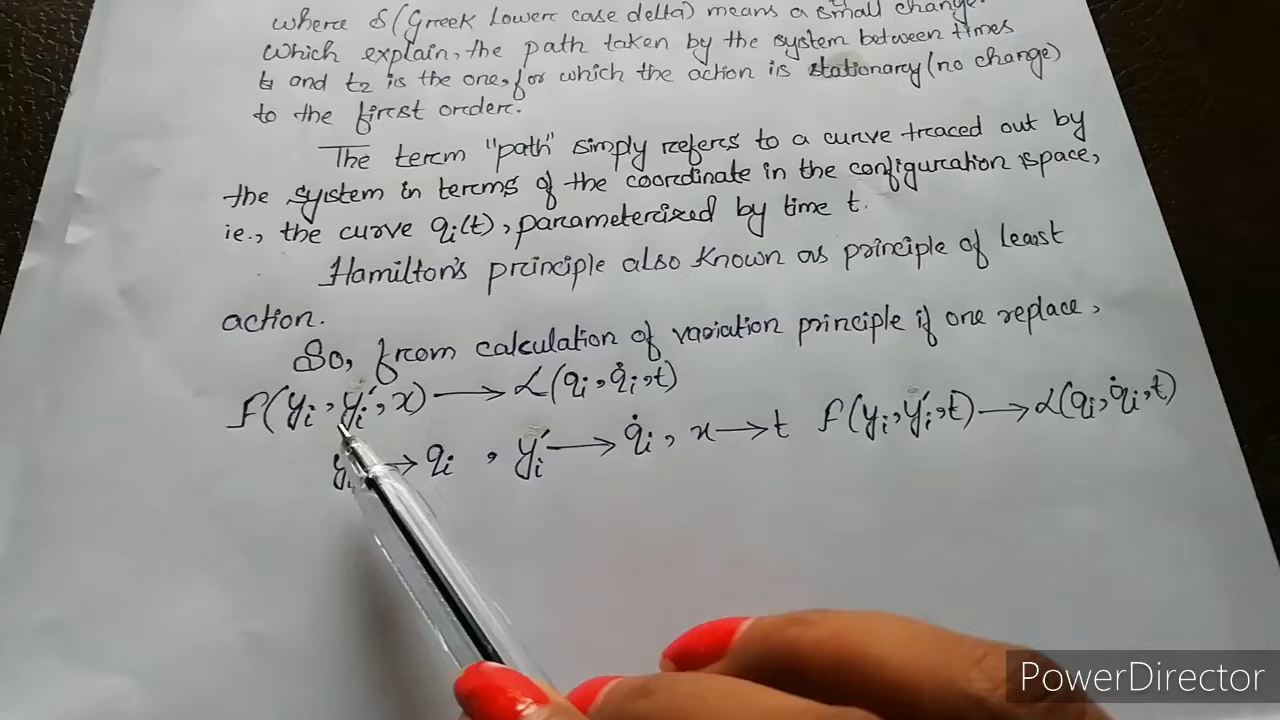 where δ (Greek Lower case delta) means a small change.
Which explain, the path taken by the system between times
t1 and t2 is the one, for which the action is stationary (no change)
to the first order.
The term "path" simply refers to a curve traced out by
the system in terms of the coordinate in the configuration space,
ie., the curve qi(t), parameterized by time t.
Hamilton's principle also known as principle of least
action.
So, from calculation of variation principle if one replace,
f(yi, yi', x) → L(qi, q̇i, t)
yi → qi , yi' → q̇i , x → t f(yi, yi', t) → L(qi, q̇i, t)
PowerDirector